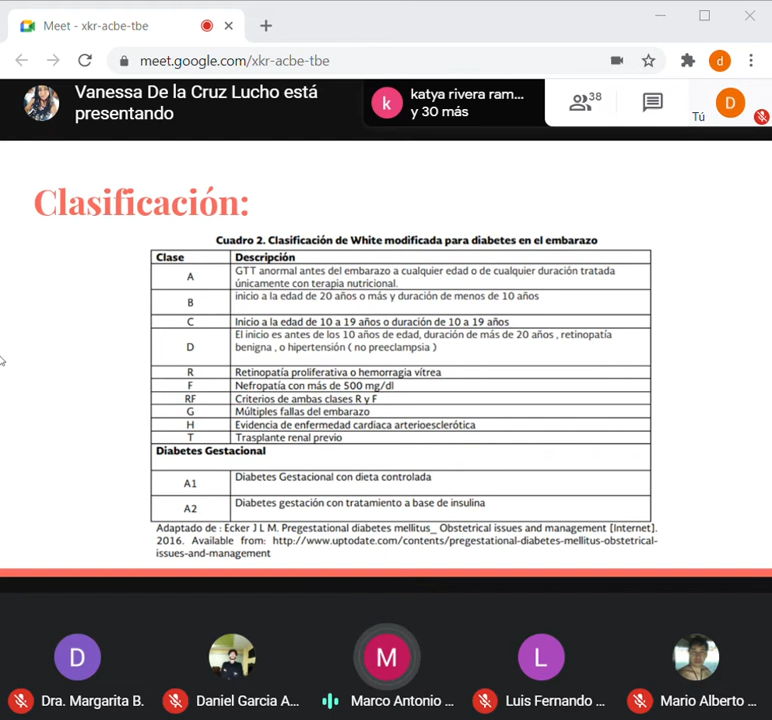 Meet - xkr-acbe-tbe
meet.google.com/xkr-acbe-tbe
d
Vanessa De la Cruz Lucho está
presentando
k
katya rivera ram...
y 30 más
38
Tú
D
Clasificación:
Cuadro 2. Clasificación de White modificada para diabetes en el embarazo
Clase Descripción
A GTT anormal antes del embarazo a cualquier edad o de cualquier duración tratada
únicamente con terapia nutricional.
B inicio a la edad de 20 años o más y duración de menos de 10 años
C Inicio a la edad de 10 a 19 años o duración de 10 a 19 años
D El inicio es antes de los 10 años de edad, duración de más de 20 años , retinopatía
benigna , o hipertensión ( no preeclampsia )
R Retinopatía proliferativa o hemorragia vítrea
F Nefropatía con más de 500 mg/dl
RF Criterios de ambas clases R y F
G Múltiples fallas del embarazo
H Evidencia de enfermedad cardiaca arterioesclerótica
T Trasplante renal previo
Diabetes Gestacional
A1 Diabetes Gestacional con dieta controlada
A2 Diabetes gestación con tratamiento a base de insulina
Adaptado de : Ecker J L M. Pregestational diabetes mellitus_ Obstetrical issues and management [Internet].
2016. Available from: http://www.uptodate.com/contents/pregestational-diabetes-mellitus-obstetrical-
issues-and-management
D
M
L
Dra. Margarita B.
Daniel Garcia A...
Marco Antonio ...
Luis Fernando ...
Mario Alberto ...